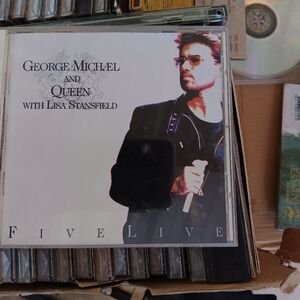 GEORGE MICHAEL
AND
QUEEN
WITH LISA STANSFIELD
FIVE LIVE